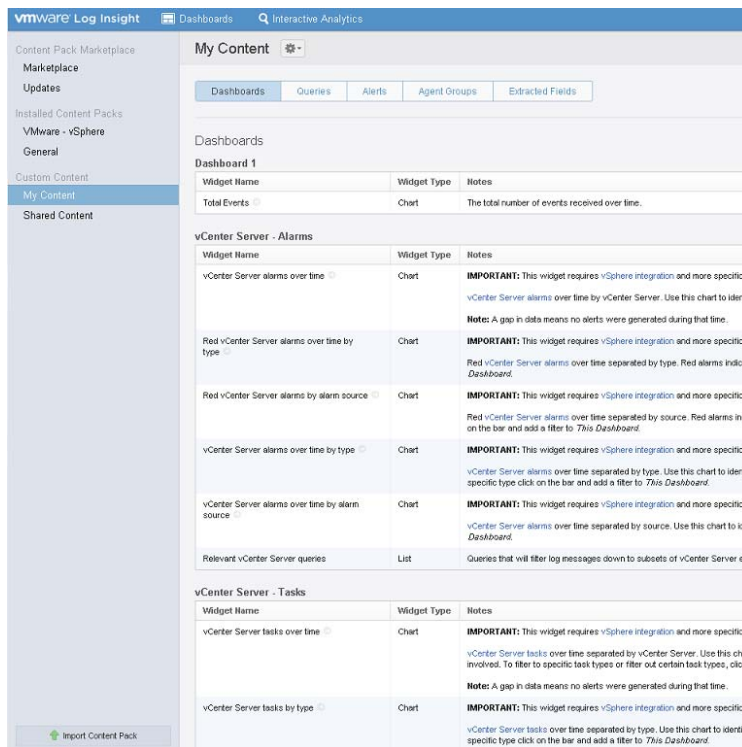 vmware Log Insight
Dashboards
Interactive Analytics
Content Pack Marketplace
Marketplace
Updates
Installed Content Packs
VMware - vSphere
General
Custom Content
My Content
Shared Content
Import Content Pack
My Content
Dashboards
Queries
Alerts
Agent Groups
Extracted Fields
Dashboards
Dashboard 1
Widget Name Widget Type Notes
Total Events Chart The total number of events received over time.
vCenter Server - Alarms
Widget Name Widget Type Notes
vCenter Server alarms over time Chart IMPORTANT: This widget requires vSphere integration and more specific
vCenter Server alarms over time by vCenter Server. Use this chart to iden
Note: A gap in data means no alerts were generated during that time.
Red vCenter Server alarms over time by Chart IMPORTANT: This widget requires vSphere integration and more specific
type
Red vCenter Server alarms over time separated by type. Red alarms indic
Dashboard.
Red vCenter Server alarms by alarm source Chart IMPORTANT: This widget requires vSphere integration and more specific
Red vCenter Server alarms over time separated by source. Red alarms in
on the bar and add a filter to This Dashboard.
vCenter Server alarms over time by type Chart IMPORTANT: This widget requires vSphere integration and more specific
vCenter Server alarms over time separated by type. Use this chart to iden
specific type click on the bar and add a filter to This Dashboard.
vCenter Server alarms over time by alarm Chart IMPORTANT: This widget requires vSphere integration and more specific
source
vCenter Server alarms over time separated by source. Use this chart to i
Dashboard.
Relevant vCenter Server queries List Queries that will filter log messages down to subsets of vCenter Server e
vCenter Server - Tasks
Widget Name Widget Type Notes
vCenter Server tasks over time Chart IMPORTANT: This widget requires vSphere integration and more specific
vCenter Server tasks over time separated by vCenter Server. Use this ch
involved. To filter to specific task types or filter out certain task types, clic
Note: A gap in data means no alerts were generated during that time.
vCenter Server tasks by type Chart IMPORTANT: This widget requires vSphere integration and more specific
vCenter Server tasks over time separated by type. Use this chart to identi
specific type click on the bar and add a filter to This Dashboard.